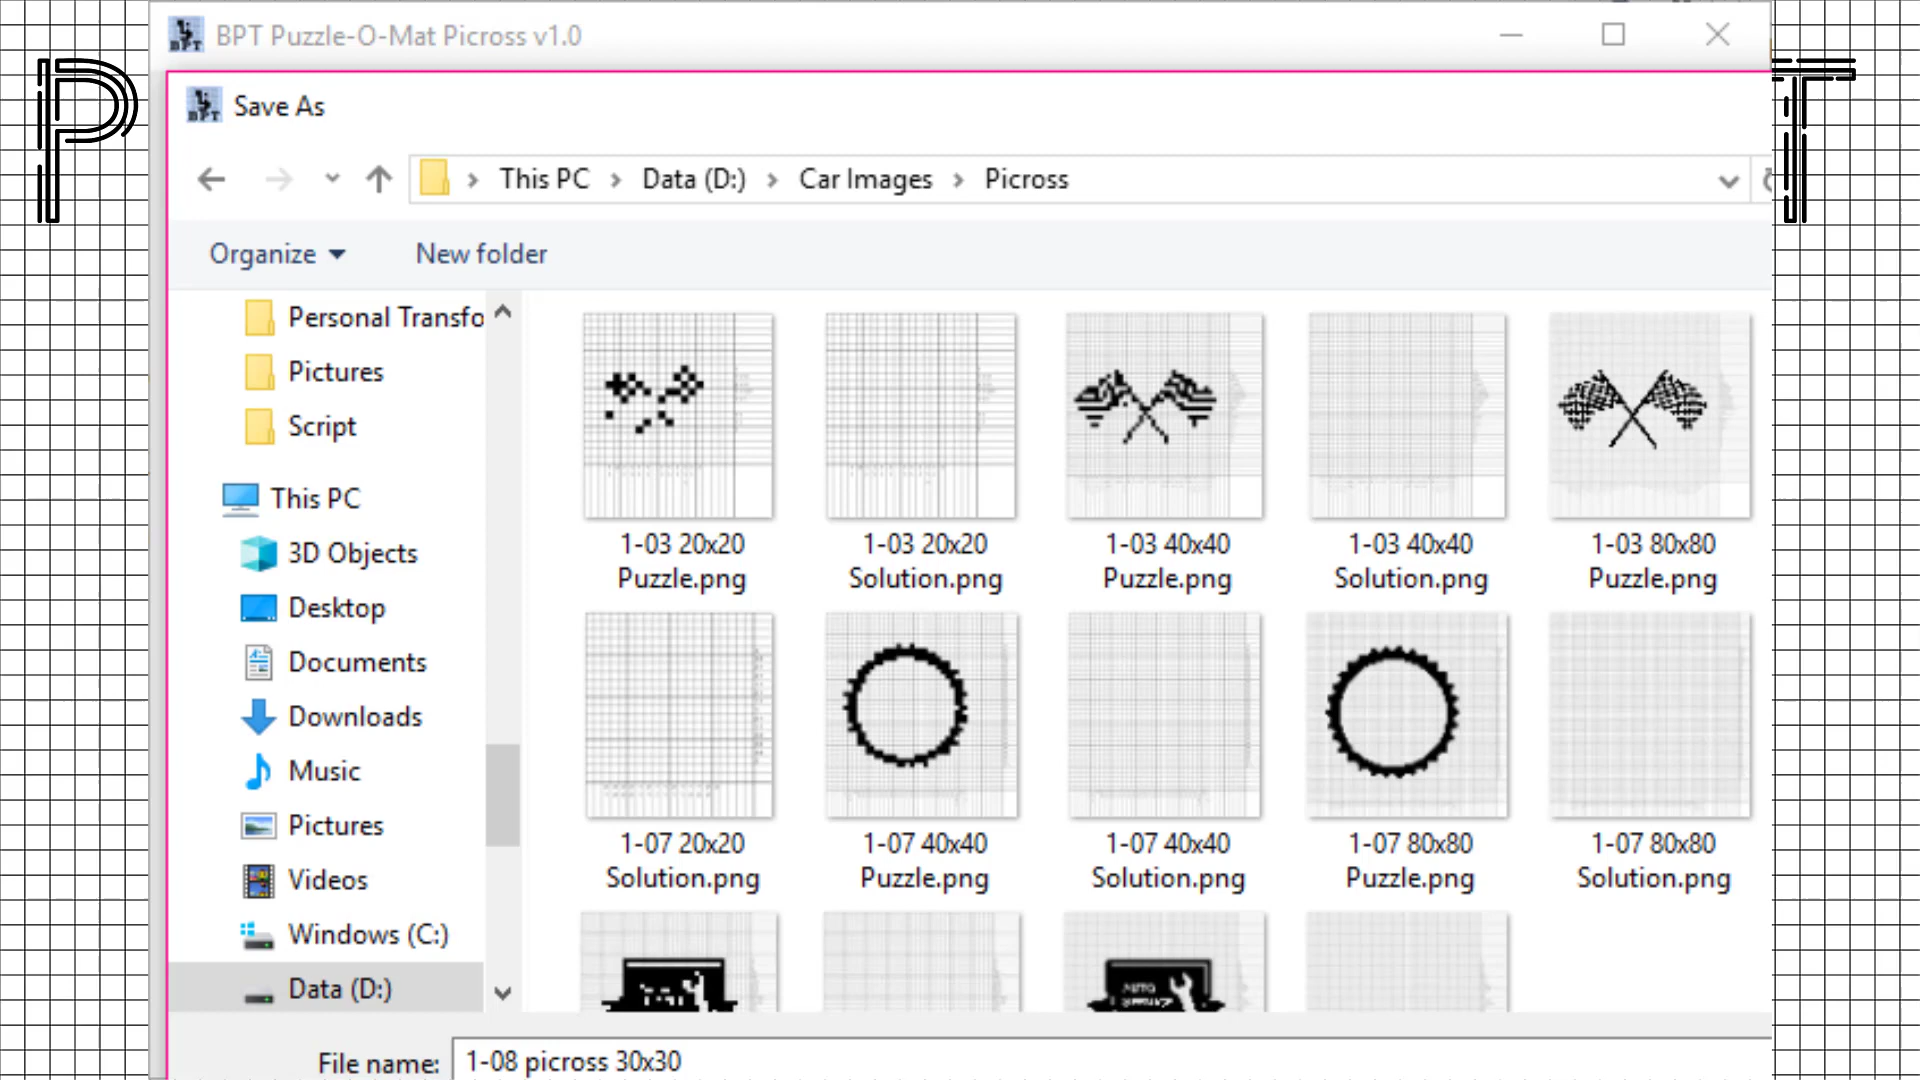 BPT Puzzle-O-Mat Picross v1.0
P
T
BPT
Save As
This PC > Data (D:) > Car Images > Picross
Organize
New folder
Personal Transfo
Pictures
Script
This PC
3D Objects
Desktop
Documents
Downloads
Music
Pictures
Videos
Windows (C:)
Data (D:)
1-03 20x20
Puzzle.png
1-03 20x20
Solution.png
1-03 40x40
Puzzle.png
1-03 40x40
Solution.png
1-03 80x80
Puzzle.png
1-07 20x20
Solution.png
1-07 40x40
Puzzle.png
1-07 40x40
Solution.png
1-07 80x80
Puzzle.png
1-07 80x80
Solution.png
AUTO
File name:
1-08 picross 30x30